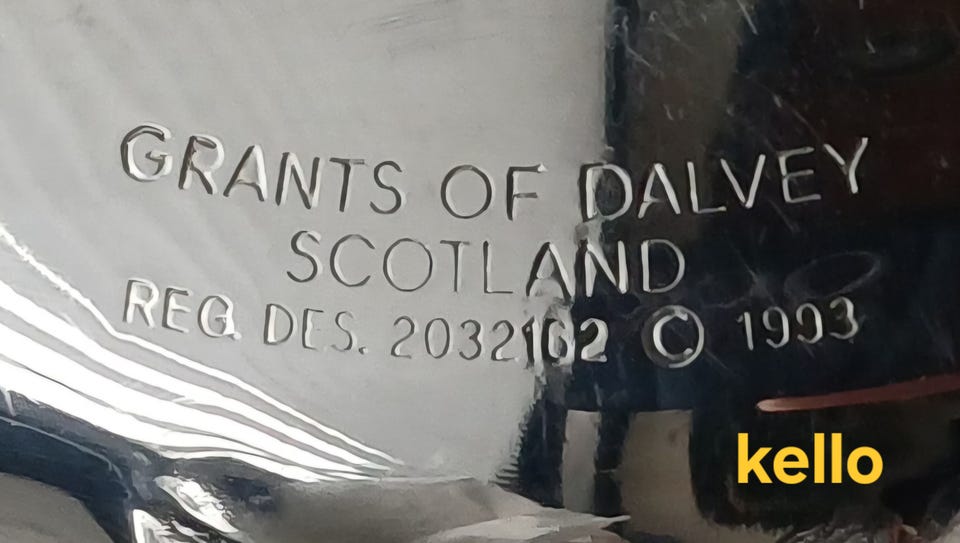 GRANTS OF DALVEY
SCOTLAND
REG. DES. 2032162 © 1993
kello